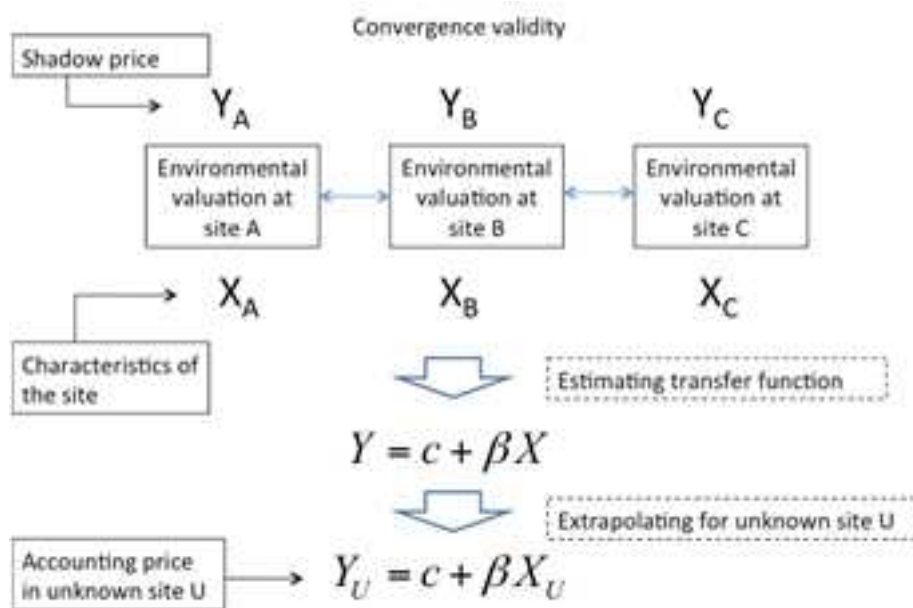 Convergence validity
Shadow price
Y_A Y_B Y_C
Environmental valuation at site A
Environmental valuation at site B
Environmental valuation at site C
X_A X_B X_C
Characteristics of
the site
Estimating transfer function
Y = c + βX
Extrapolating for unknown site U
Accounting price
in unknown site U
Y_U = c + βX_U